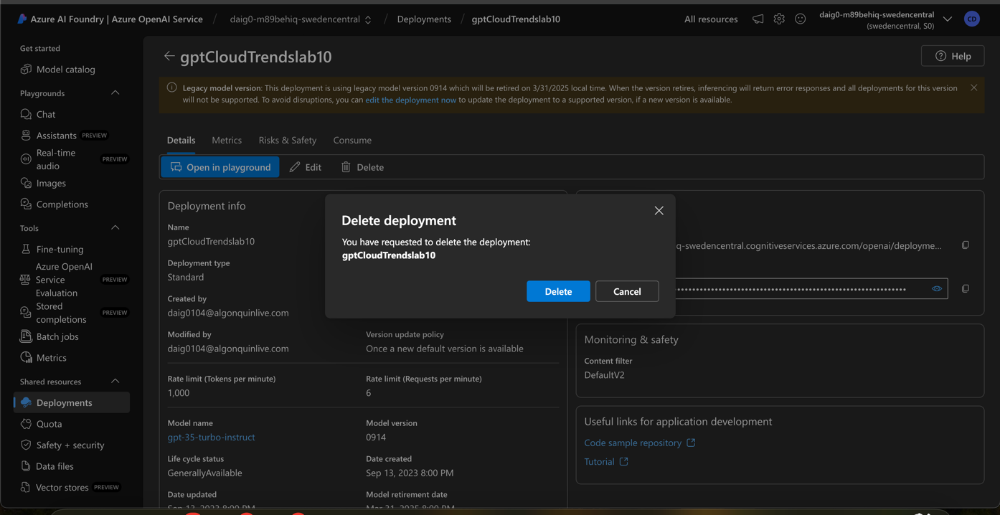 Azure AI Foundry | Azure OpenAI Service / daig0-m89behiq-swedencentral / Deployments / gptCloudTrendslab10
All resources
daig0-m89behiq-swedencentral
(swedencentral, S0)
CD
Get started
Model catalog
Playgrounds
Chat
Assistants PREVIEW
Real-time
audio
PREVIEW
Images
Completions
Tools
Fine-tuning
Azure OpenAI
Service
Evaluation
PREVIEW
Stored
completions
PREVIEW
Batch jobs
Metrics
Shared resources
Deployments
Quota
Safety + security
Data files
Vector stores PREVIEW
gptCloudTrendslab10
Help
Legacy model version: This deployment is using legacy model version 0914 which will be retired on 3/31/2025 local time. When the version retires, inferencing will return error responses and all deployments for this version
will not be supported. To avoid disruptions, you can edit the deployment now to update the deployment to a supported version, if a new version is available.
Details Metrics Risks & Safety Consume
Open in playground Edit Delete
Deployment info
Name
gptCloudTrendslab10
Deployment type
Standard
Created by
daig0104@algonquinlive.com
Modified by
daig0104@algonquinlive.com
Version update policy
Once a new default version is available
Rate limit (Tokens per minute)
1,000
Rate limit (Requests per minute)
6
Model name
gpt-35-turbo-instruct
Model version
0914
Life cycle status
GenerallyAvailable
Date created
Sep 13, 2023 8:00 PM
Date updated
Sep 13, 2023 8:00 PM
Model retirement date
Mar 31, 2025 8:00 PM
Delete deployment
You have requested to delete the deployment:
gptCloudTrendslab10
Delete Cancel
q-swedencentral.cognitiveservices.azure.com/openai/deployme...
Monitoring & safety
Content filter
DefaultV2
Useful links for application development
Code sample repository
Tutorial